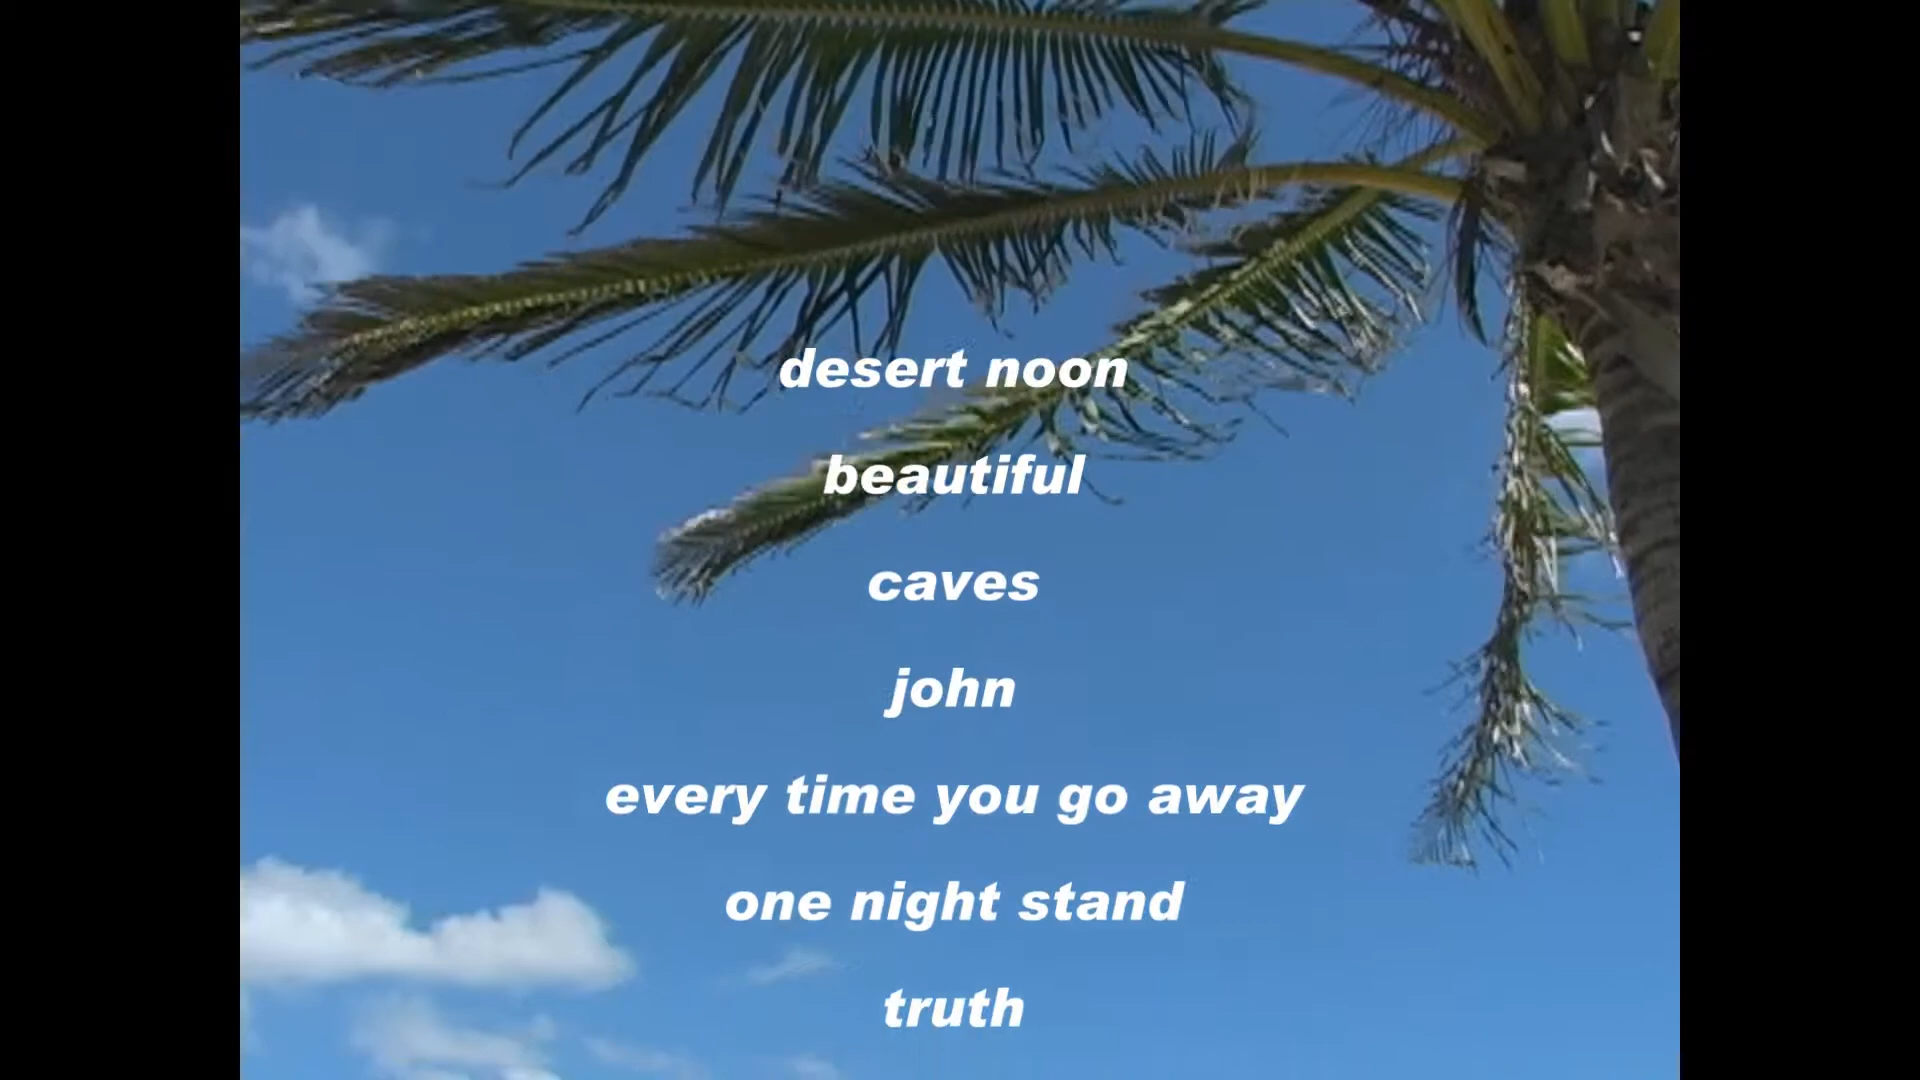 desert noon
beautiful
caves
john
every time you go away
one night stand
truth